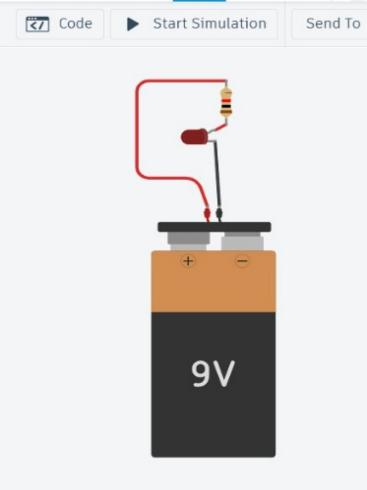 Code Start Simulation Send To
+ −
9V